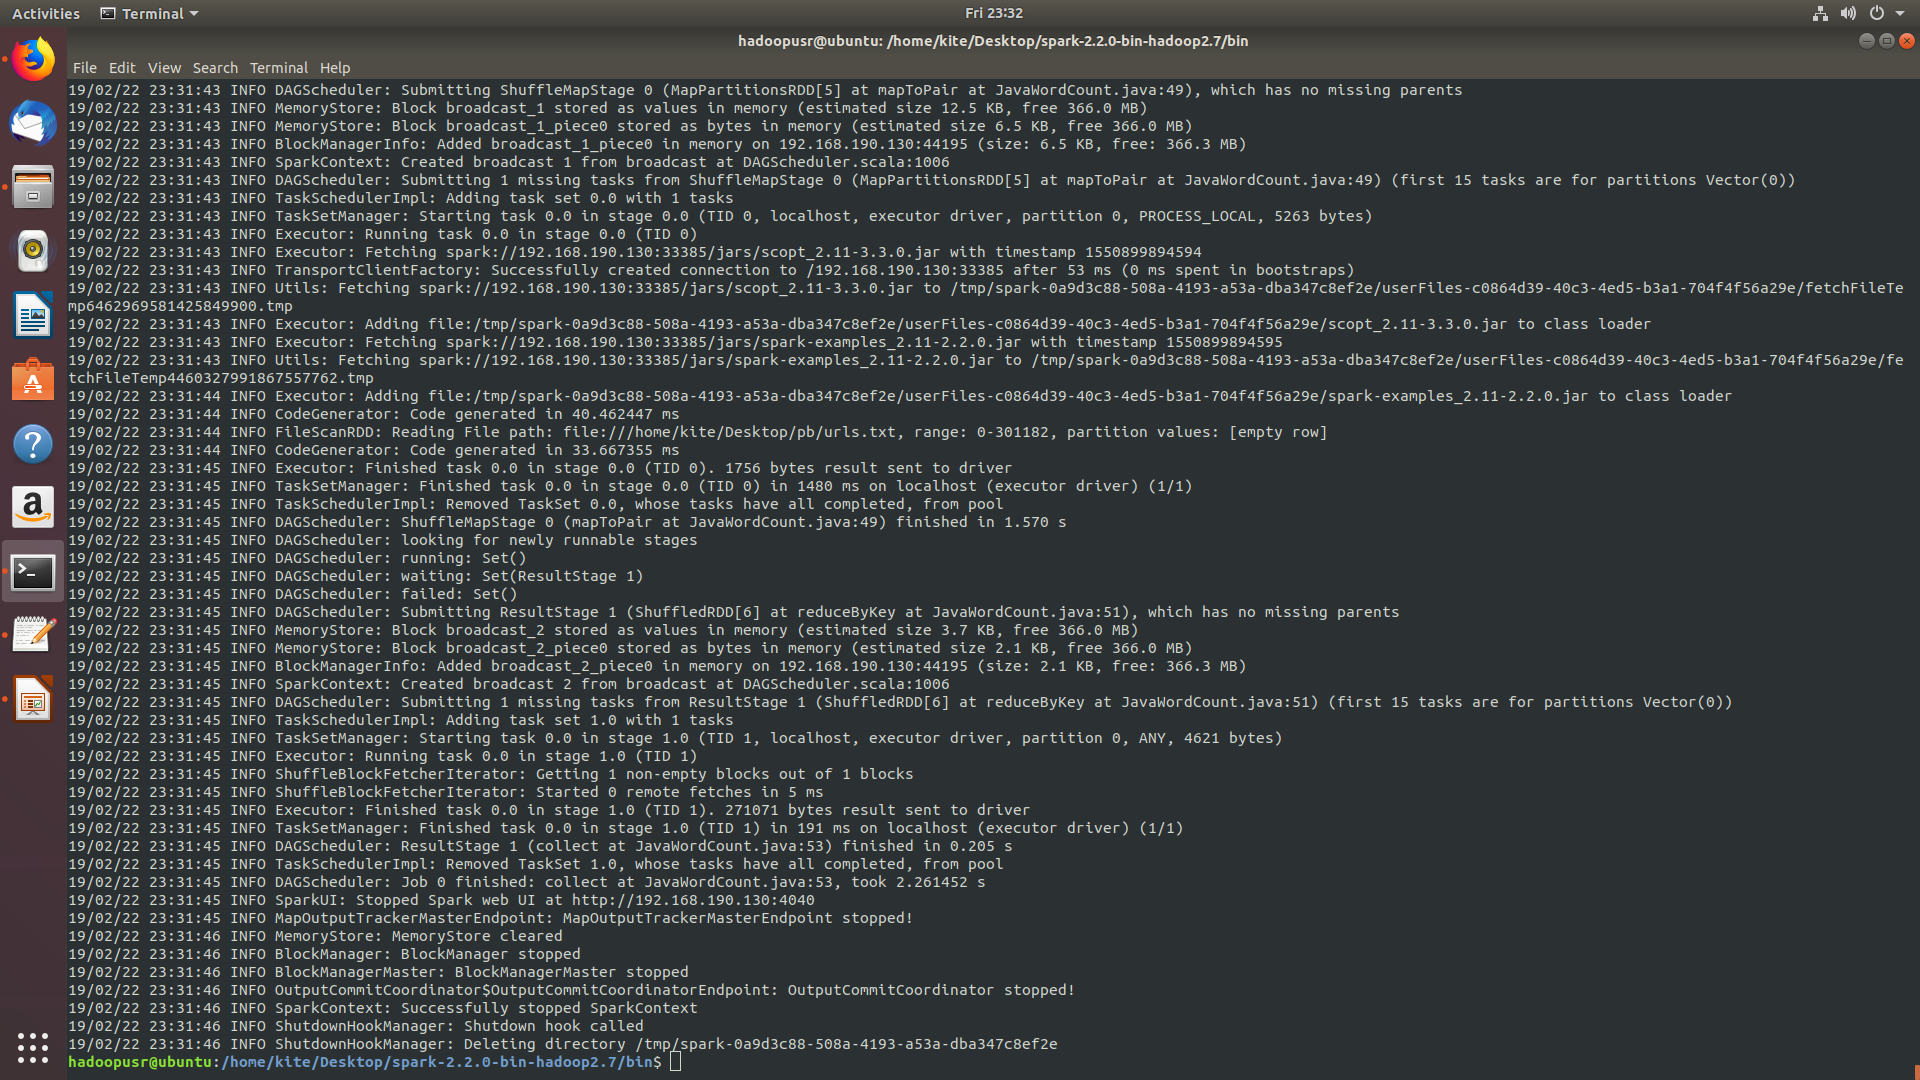 Activities
Terminal
Fri 23:32
hadoopusr@ubuntu: /home/kite/Desktop/spark-2.2.0-bin-hadoop2.7/bin
File Edit View Search Terminal Help
19/02/22 23:31:43 INFO DAGScheduler: Submitting ShuffleMapStage 0 (MapPartitionsRDD[5] at mapToPair at JavaWordCount.java:49), which has no missing parents
19/02/22 23:31:43 INFO MemoryStore: Block broadcast_1 stored as values in memory (estimated size 12.5 KB, free 366.0 MB)
19/02/22 23:31:43 INFO MemoryStore: Block broadcast_1_piece0 stored as bytes in memory (estimated size 6.5 KB, free 366.0 MB)
19/02/22 23:31:43 INFO BlockManagerInfo: Added broadcast_1_piece0 in memory on 192.168.190.130:44195 (size: 6.5 KB, free: 366.3 MB)
19/02/22 23:31:43 INFO SparkContext: Created broadcast 1 from broadcast at DAGScheduler.scala:1006
19/02/22 23:31:43 INFO DAGScheduler: Submitting 1 missing tasks from ShuffleMapStage 0 (MapPartitionsRDD[5] at mapToPair at JavaWordCount.java:49) (first 15 tasks are for partitions Vector(0))
19/02/22 23:31:43 INFO TaskSchedulerImpl: Adding task set 0.0 with 1 tasks
19/02/22 23:31:43 INFO TaskSetManager: Starting task 0.0 in stage 0.0 (TID 0, localhost, executor driver, partition 0, PROCESS_LOCAL, 5263 bytes)
19/02/22 23:31:43 INFO Executor: Running task 0.0 in stage 0.0 (TID 0)
19/02/22 23:31:43 INFO Executor: Fetching spark://192.168.190.130:33385/jars/scopt_2.11-3.3.0.jar with timestamp 1550899894594
19/02/22 23:31:43 INFO TransportClientFactory: Successfully created connection to /192.168.190.130:33385 after 53 ms (0 ms spent in bootstraps)
19/02/22 23:31:43 INFO Utils: Fetching spark://192.168.190.130:33385/jars/scopt_2.11-3.3.0.jar to /tmp/spark-0a9d3c88-508a-4193-a53a-dba347c8ef2e/userFiles-c0864d39-40c3-4ed5-b3a1-704f4f56a29e/fetchFileTe
mp6462969581425849900.tmp
19/02/22 23:31:43 INFO Executor: Adding file:/tmp/spark-0a9d3c88-508a-4193-a53a-dba347c8ef2e/userFiles-c0864d39-40c3-4ed5-b3a1-704f4f56a29e/scopt_2.11-3.3.0.jar to class loader
19/02/22 23:31:43 INFO Executor: Fetching spark://192.168.190.130:33385/jars/spark-examples_2.11-2.2.0.jar with timestamp 1550899894595
19/02/22 23:31:43 INFO Utils: Fetching spark://192.168.190.130:33385/jars/spark-examples_2.11-2.2.0.jar to /tmp/spark-0a9d3c88-508a-4193-a53a-dba347c8ef2e/userFiles-c0864d39-40c3-4ed5-b3a1-704f4f56a29e/fe
tchFileTemp4460327991867557762.tmp
19/02/22 23:31:44 INFO Executor: Adding file:/tmp/spark-0a9d3c88-508a-4193-a53a-dba347c8ef2e/userFiles-c0864d39-40c3-4ed5-b3a1-704f4f56a29e/spark-examples_2.11-2.2.0.jar to class loader
19/02/22 23:31:44 INFO CodeGenerator: Code generated in 40.462447 ms
19/02/22 23:31:44 INFO FileScanRDD: Reading File path: file:///home/kite/Desktop/pb/urls.txt, range: 0-301182, partition values: [empty row]
19/02/22 23:31:44 INFO CodeGenerator: Code generated in 33.667355 ms
19/02/22 23:31:45 INFO Executor: Finished task 0.0 in stage 0.0 (TID 0). 1756 bytes result sent to driver
19/02/22 23:31:45 INFO TaskSetManager: Finished task 0.0 in stage 0.0 (TID 0) in 1480 ms on localhost (executor driver) (1/1)
19/02/22 23:31:45 INFO TaskSchedulerImpl: Removed TaskSet 0.0, whose tasks have all completed, from pool
19/02/22 23:31:45 INFO DAGScheduler: ShuffleMapStage 0 (mapToPair at JavaWordCount.java:49) finished in 1.570 s
19/02/22 23:31:45 INFO DAGScheduler: looking for newly runnable stages
19/02/22 23:31:45 INFO DAGScheduler: running: Set()
19/02/22 23:31:45 INFO DAGScheduler: waiting: Set(ResultStage 1)
19/02/22 23:31:45 INFO DAGScheduler: failed: Set()
19/02/22 23:31:45 INFO DAGScheduler: Submitting ResultStage 1 (ShuffledRDD[6] at reduceByKey at JavaWordCount.java:51), which has no missing parents
19/02/22 23:31:45 INFO MemoryStore: Block broadcast_2 stored as values in memory (estimated size 3.7 KB, free 366.0 MB)
19/02/22 23:31:45 INFO MemoryStore: Block broadcast_2_piece0 stored as bytes in memory (estimated size 2.1 KB, free 366.0 MB)
19/02/22 23:31:45 INFO BlockManagerInfo: Added broadcast_2_piece0 in memory on 192.168.190.130:44195 (size: 2.1 KB, free: 366.3 MB)
19/02/22 23:31:45 INFO SparkContext: Created broadcast 2 from broadcast at DAGScheduler.scala:1006
19/02/22 23:31:45 INFO DAGScheduler: Submitting 1 missing tasks from ResultStage 1 (ShuffledRDD[6] at reduceByKey at JavaWordCount.java:51) (first 15 tasks are for partitions Vector(0))
19/02/22 23:31:45 INFO TaskSchedulerImpl: Adding task set 1.0 with 1 tasks
19/02/22 23:31:45 INFO TaskSetManager: Starting task 0.0 in stage 1.0 (TID 1, localhost, executor driver, partition 0, ANY, 4621 bytes)
19/02/22 23:31:45 INFO Executor: Running task 0.0 in stage 1.0 (TID 1)
19/02/22 23:31:45 INFO ShuffleBlockFetcherIterator: Getting 1 non-empty blocks out of 1 blocks
19/02/22 23:31:45 INFO ShuffleBlockFetcherIterator: Started 0 remote fetches in 5 ms
19/02/22 23:31:45 INFO Executor: Finished task 0.0 in stage 1.0 (TID 1). 271071 bytes result sent to driver
19/02/22 23:31:45 INFO TaskSetManager: Finished task 0.0 in stage 1.0 (TID 1) in 191 ms on localhost (executor driver) (1/1)
19/02/22 23:31:45 INFO DAGScheduler: ResultStage 1 (collect at JavaWordCount.java:53) finished in 0.205 s
19/02/22 23:31:45 INFO TaskSchedulerImpl: Removed TaskSet 1.0, whose tasks have all completed, from pool
19/02/22 23:31:45 INFO DAGScheduler: Job 0 finished: collect at JavaWordCount.java:53, took 2.261452 s
19/02/22 23:31:45 INFO SparkUI: Stopped Spark web UI at http://192.168.190.130:4040
19/02/22 23:31:45 INFO MapOutputTrackerMasterEndpoint: MapOutputTrackerMasterEndpoint stopped!
19/02/22 23:31:46 INFO MemoryStore: MemoryStore cleared
19/02/22 23:31:46 INFO BlockManager: BlockManager stopped
19/02/22 23:31:46 INFO BlockManagerMaster: BlockManagerMaster stopped
19/02/22 23:31:46 INFO OutputCommitCoordinator$OutputCommitCoordinatorEndpoint: OutputCommitCoordinator stopped!
19/02/22 23:31:46 INFO SparkContext: Successfully stopped SparkContext
19/02/22 23:31:46 INFO ShutdownHookManager: Shutdown hook called
19/02/22 23:31:46 INFO ShutdownHookManager: Deleting directory /tmp/spark-0a9d3c88-508a-4193-a53a-dba347c8ef2e
hadoopusr@ubuntu:/home/kite/Desktop/spark-2.2.0-bin-hadoop2.7/bin$